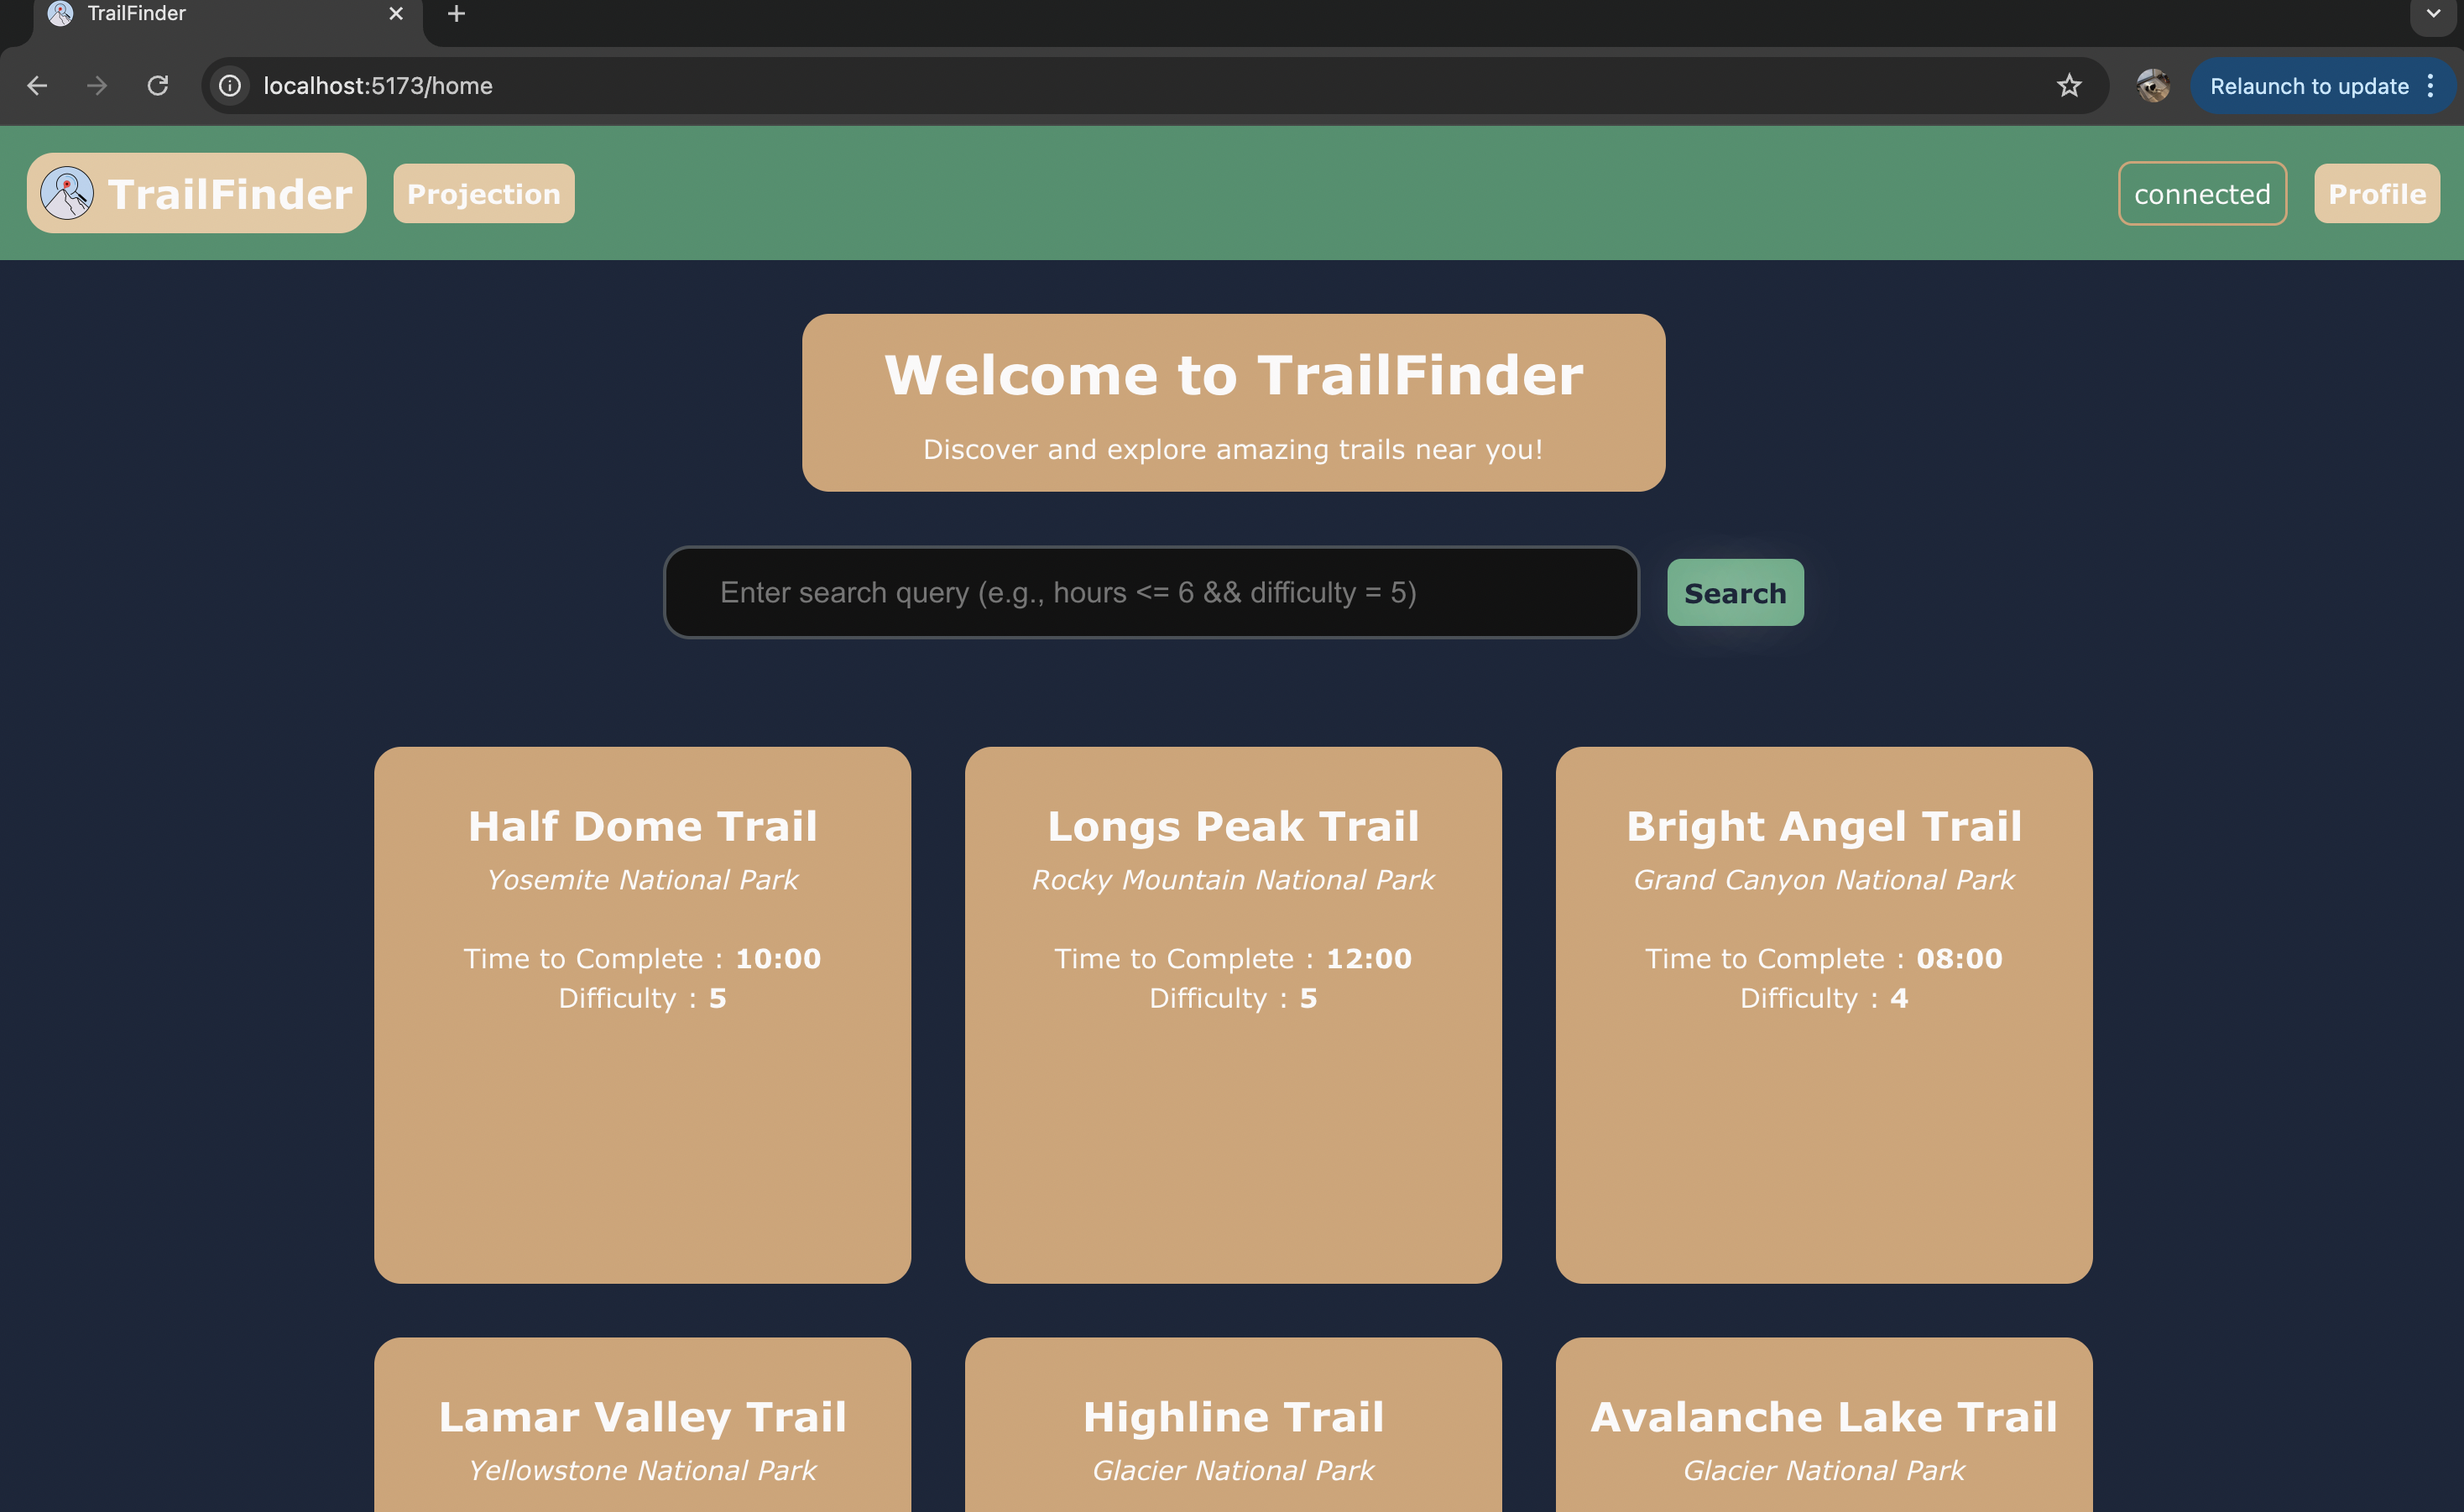 TrailFinder
localhost:5173/home
Relaunch to update
TrailFinder
Projection
connected
Profile
Welcome to TrailFinder
Discover and explore amazing trails near you!
Enter search query (e.g., hours <= 6 && difficulty = 5)
Search
Half Dome Trail
Yosemite National Park
Time to Complete : 10:00
Difficulty : 5
Longs Peak Trail
Rocky Mountain National Park
Time to Complete : 12:00
Difficulty : 5
Bright Angel Trail
Grand Canyon National Park
Time to Complete : 08:00
Difficulty : 4
Lamar Valley Trail
Yellowstone National Park
Highline Trail
Glacier National Park
Avalanche Lake Trail
Glacier National Park